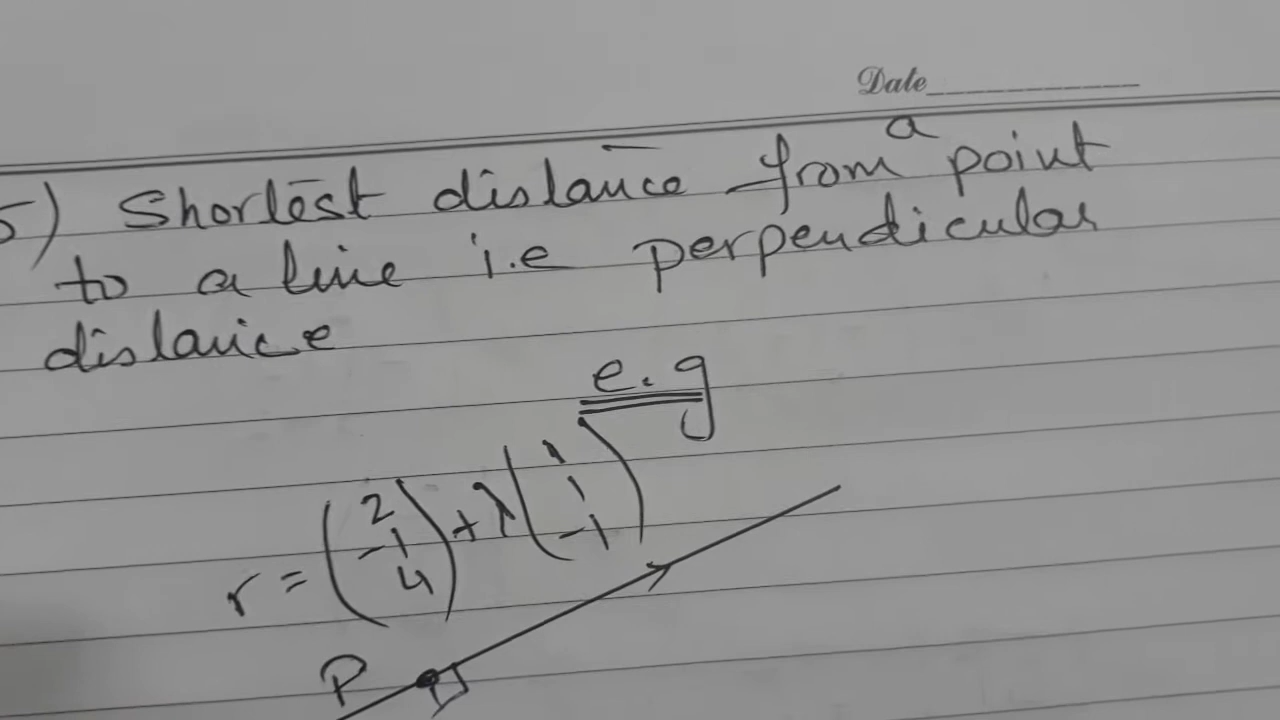 Date
5) Shortest distance from a point
to a line i.e perpendicular
distance
e.g
r = (2 -1 4) + λ(1 1 -1)
P